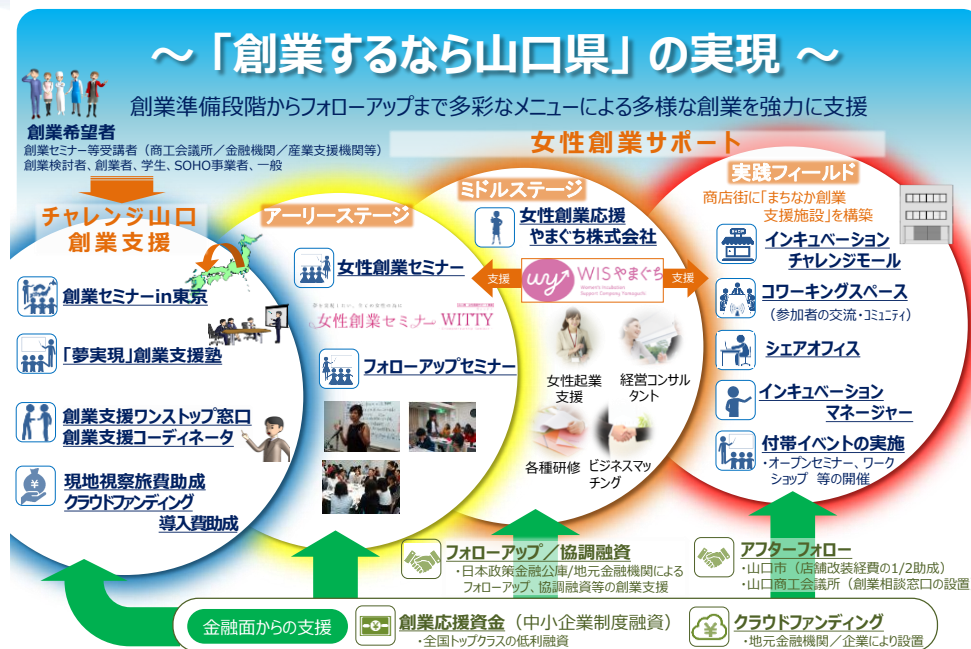 ～「創業するなら山口県」の実現～
創業準備段階からフォローアップまで多彩なメニューによる多様な創業を強力に支援
創業希望者
創業セミナー等受講者（商工会議所／金融機関／産業支援機関等）
創業検討者、創業者、学生、SOHO事業者、一般
女性創業サポート
チャレンジ山口
創業支援
創業セミナーin東京
「夢実現」創業支援塾
創業支援ワンストップ窓口
創業支援コーディネータ
現地視察旅費助成
クラウドファンディング
導入費助成
アーリーステージ
女性創業セミナー
女性創業セミナー WITTY
フォローアップセミナー
ミドルステージ
女性創業応援
やまぐち株式会社
支援
wy WISやまぐち
Women's Incubation
Support Company Yamaguchi
支援
女性起業
支援
経営コンサル
タント
各種研修
ビジネスマッ
チング
実践フィールド
商店街に「まちなか創業
支援施設」を構築
インキュベーション
チャレンジモール
コワーキングスペース
（参加者の交流・コミュニティ）
シェアオフィス
インキュベーション
マネージャー
付帯イベントの実施
・オープンセミナー、ワーク
ショップ 等の開催
フォローアップ／協調融資
・日本政策金融公庫/地元金融機関による
フォローアップ、協調融資等の創業支援
アフターフォロー
・山口市（店舗改装経費の1/2助成）
・山口商工会議所（創業相談窓口の設置
金融面からの支援
創業応援資金（中小企業制度融資）
・全国トップクラスの低利融資
クラウドファンディング
・地元金融機関／企業により設置